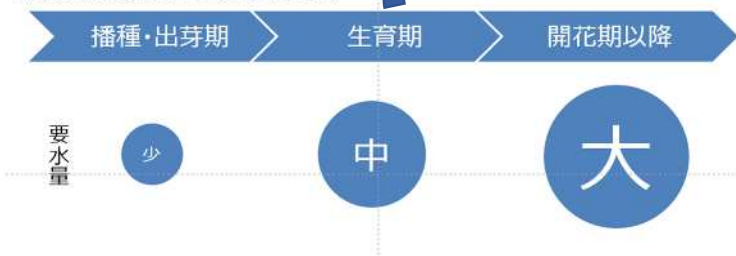 播種・出芽期
生育期
開花期以降
要水量
少
中
大